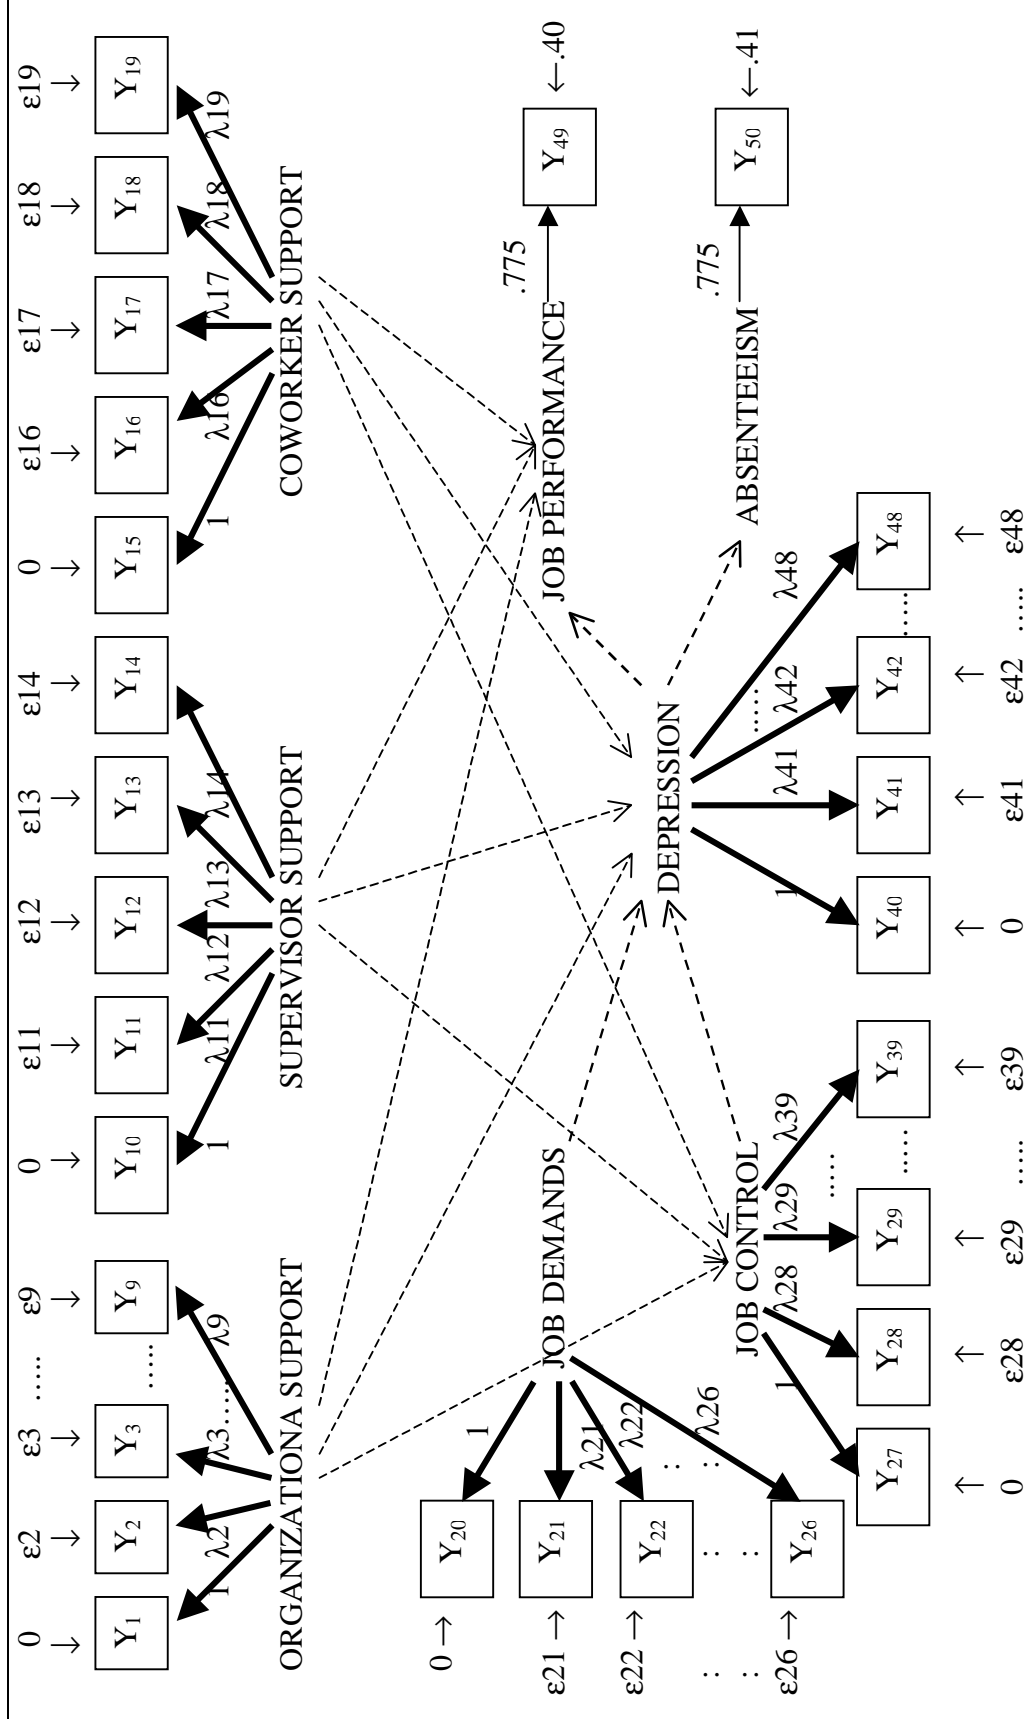 0 ε2 ε3 ..... ε9 0 ε11 ε12 ε13 ε14 0 ε16 ε17 ε18 ε19
→ → → → → → → → → → → → → →
Y1 Y2 Y3 ..... Y9 Y10 Y11 Y12 Y13 Y14 Y15 Y16 Y17 Y18 Y19
1 λ2 λ3...... λ9 1 λ11 λ12 λ13 λ14 1 λ16 λ17 λ18 λ19
ORGANIZATIONA SUPPORT SUPERVISOR SUPPORT COWORKER SUPPORT
0 → Y20 1
ε21 → Y21 λ21 JOB DEMANDS
ε22 → Y22 λ22
: : : : : :
: : : :
ε26 → Y26 λ26
JOB PERFORMANCE .775 Y49 ←.40
DEPRESSION
JOB CONTROL ABSENTEEISM .775 Y50 ←.41
1 λ28 λ29 ..... λ39 1 λ41 λ42 ..... λ48
Y27 Y28 Y29 ..... Y39 Y40 Y41 Y42 ..... Y48
← ← ← ← ← ← ← ←
0 ε28 ε29 ..... ε39 0 ε41 ε42 ..... ε48